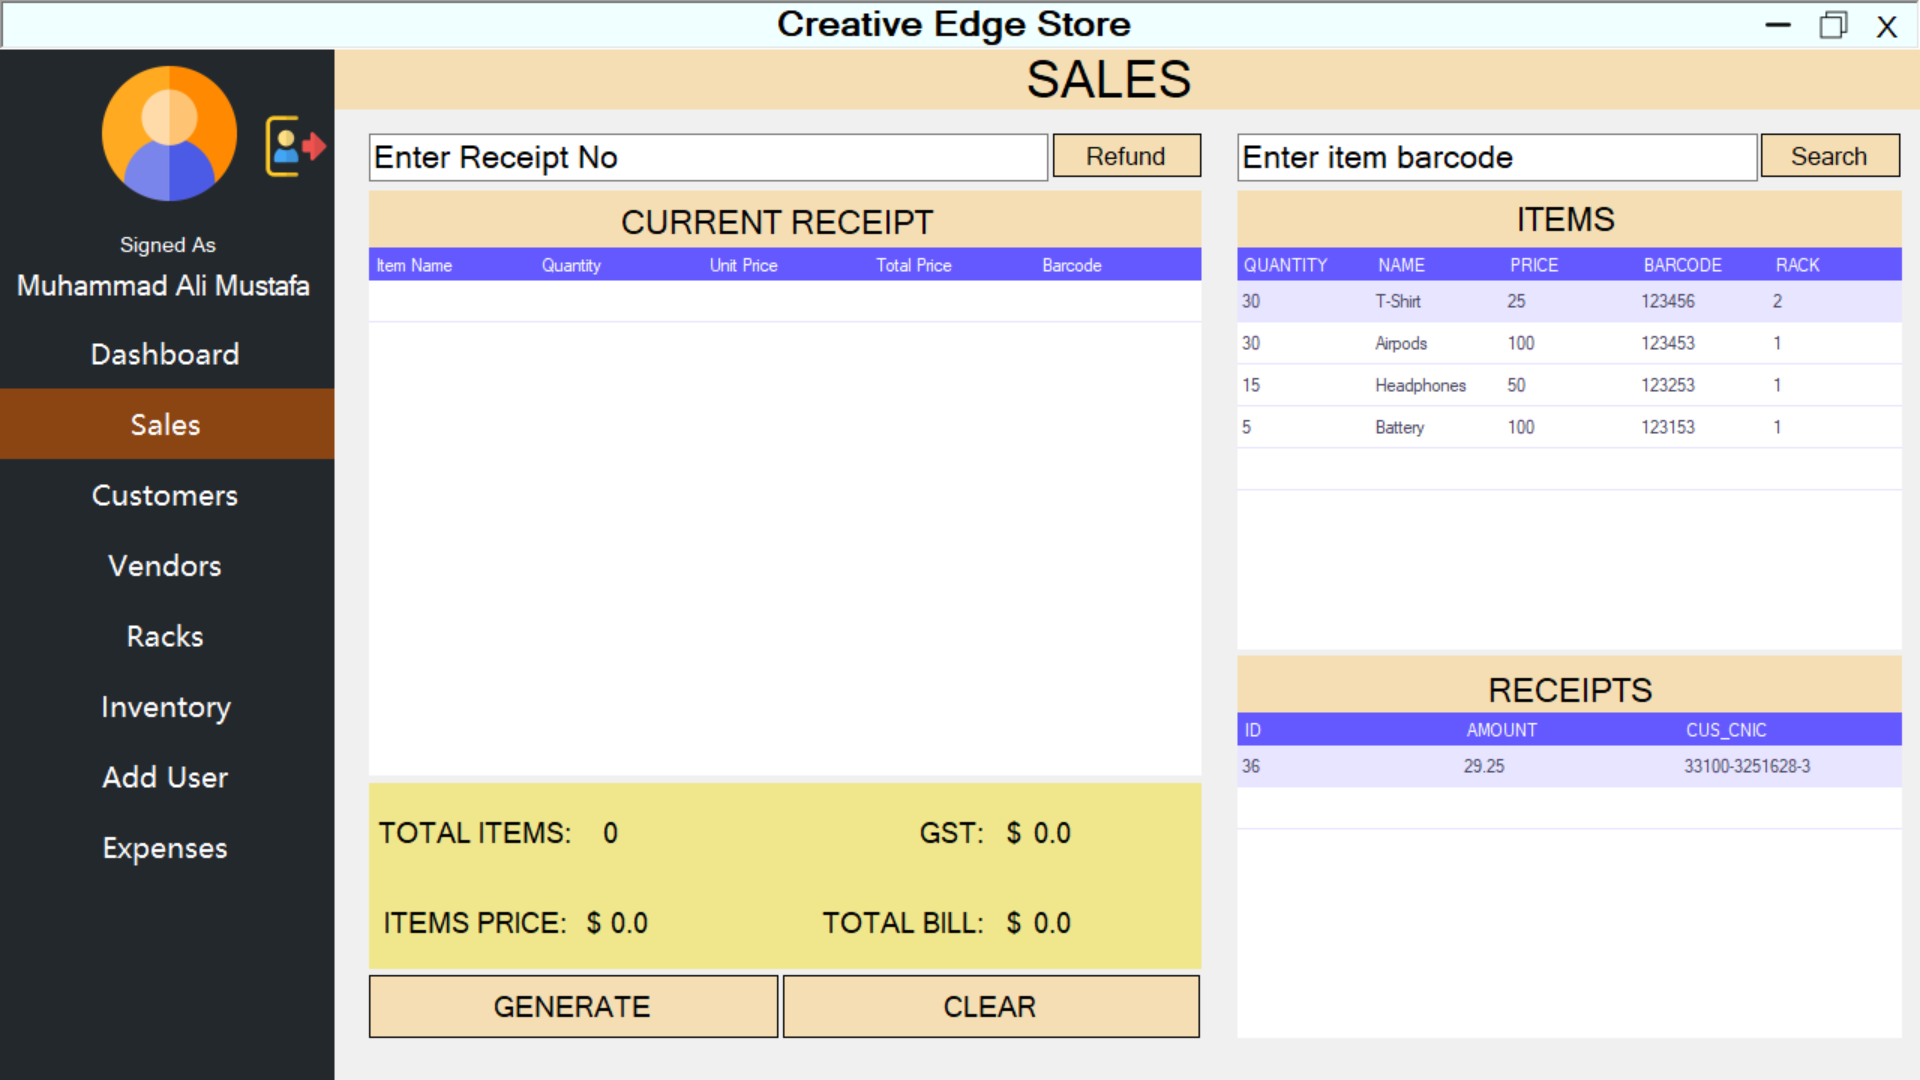 Creative Edge Store
X
Signed As
Muhammad Ali Mustafa
Dashboard
Sales
Customers
Vendors
Racks
Inventory
Add User
Expenses
SALES
Enter Receipt No
Refund
CURRENT RECEIPT
Item Name Quantity Unit Price Total Price Barcode
TOTAL ITEMS: 0 GST: $ 0.0
ITEMS PRICE: $ 0.0 TOTAL BILL: $ 0.0
GENERATE CLEAR
Enter item barcode
Search
ITEMS
QUANTITY NAME PRICE BARCODE RACK
30 T-Shirt 25 123456 2
30 Airpods 100 123453 1
15 Headphones 50 123253 1
5 Battery 100 123153 1
RECEIPTS
ID AMOUNT CUS_CNIC
36 29.25 33100-3251628-3